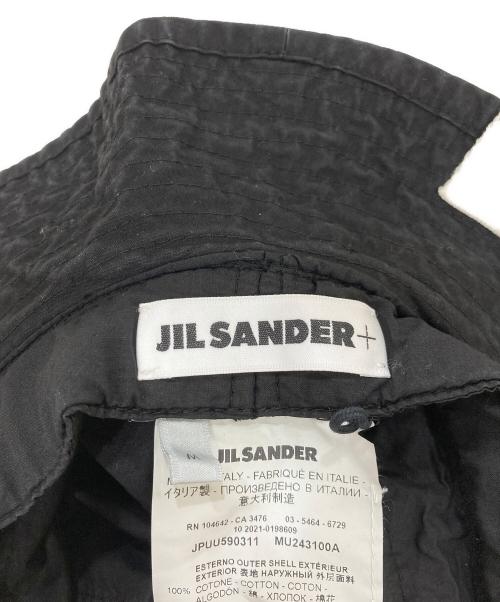 JIL SANDER+
M
JIL SANDER
ITALY - FABRIQUÉ EN ITALIE -
イタリア製 - ПРОИЗВЕДЕНО В ИТАЛИИ -
意大利制造
RN 104642 - CA 3476 03 - 5464 - 6729
10 2021-0198609
JPUU590311 MU243100A
ESTERNO OUTER SHELL EXTÉRIEUR
EXTERIOR 表地 НАРУЖНЫЙ 外层面料
100% COTONE - COTTON - COTON -
ALGODÓN - 綿 - ХЛОПОК - 棉花